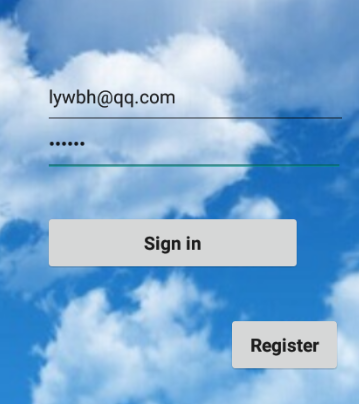 lywbh@qq.com
••••••
Sign in
Register